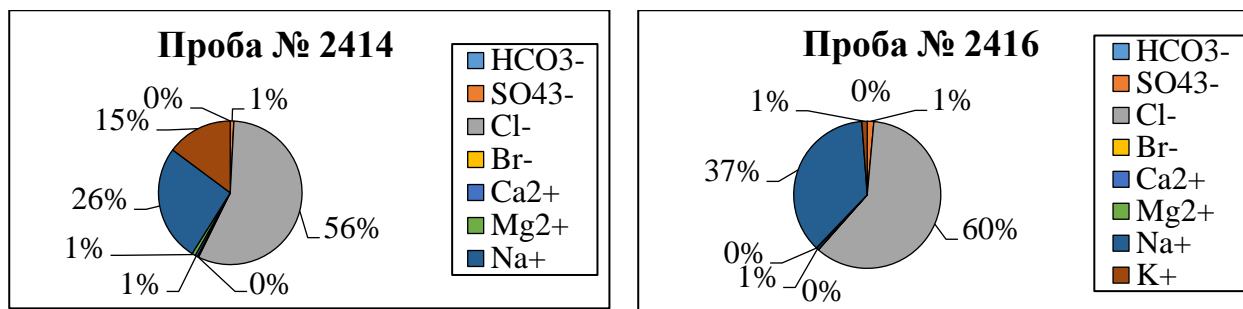 Проба № 2414
HCO3-
SO43-
Cl-
Br-
Ca2+
Mg2+
Na+
0%
1%
15%
26%
56%
1%
1%
0%
Проба № 2416
HCO3-
SO43-
Cl-
Br-
Ca2+
Mg2+
Na+
K+
1%
0%
1%
37%
60%
0%
1%
0%